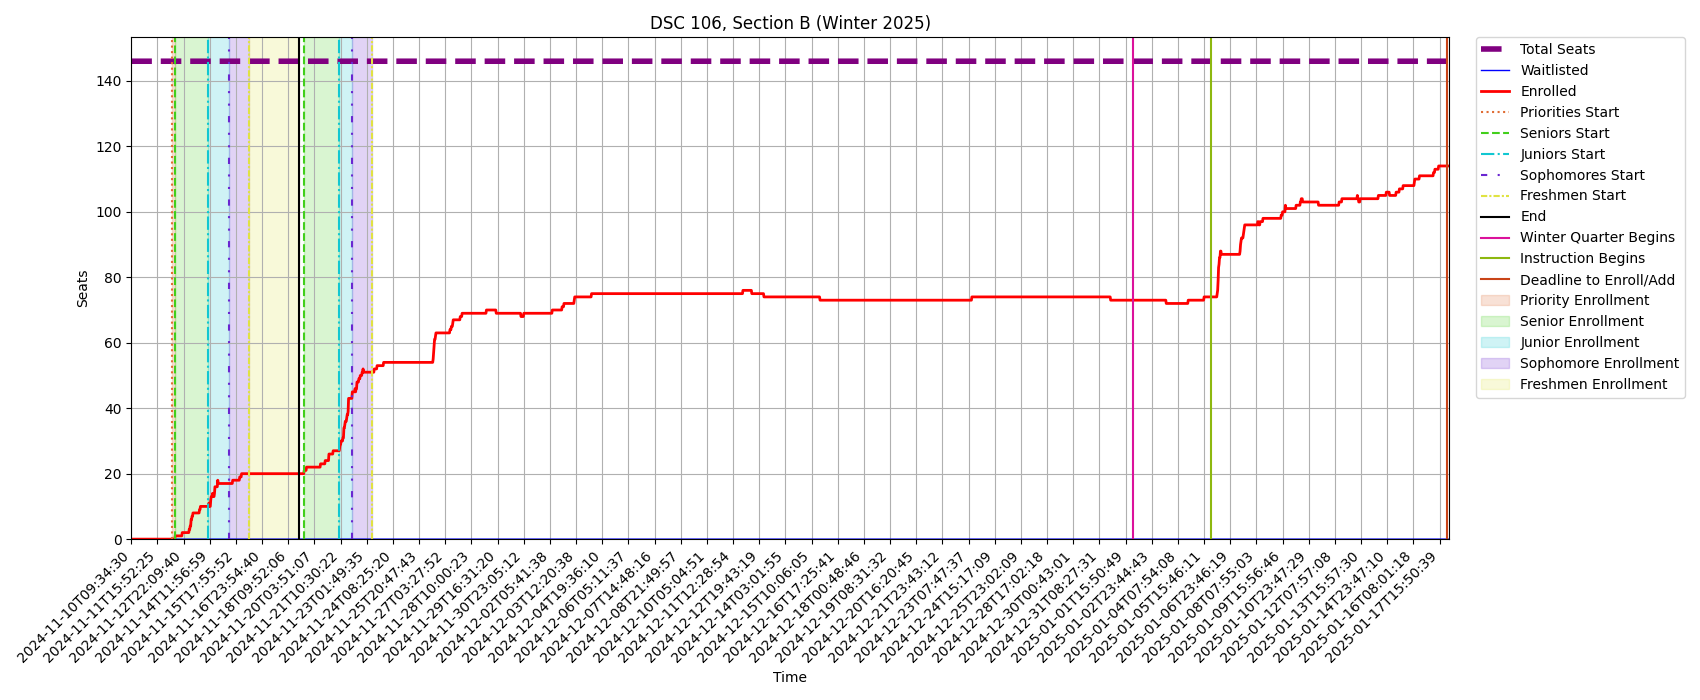 DSC 106, Section B (Winter 2025)
Total Seats
Waitlisted
Enrolled
Priorities Start
Seniors Start
Juniors Start
Sophomores Start
Freshmen Start
End
Winter Quarter Begins
Instruction Begins
Deadline to Enroll/Add
Priority Enrollment
Senior Enrollment
Junior Enrollment
Sophomore Enrollment
Freshmen Enrollment
Seats
140
120
100
80
60
40
20
0
2024-11-10T09:34:30
2024-11-11T15:52:25
2024-11-12T22:09:40
2024-11-14T11:56:59
2024-11-15T17:55:52
2024-11-16T23:54:40
2024-11-18T09:52:06
2024-11-20T03:51:07
2024-11-21T10:30:22
2024-11-23T01:49:35
2024-11-24T08:25:20
2024-11-25T20:47:43
2024-11-27T03:27:52
2024-11-28T10:00:23
2024-11-29T16:31:20
2024-11-30T23:05:12
2024-12-02T05:41:38
2024-12-03T12:20:38
2024-12-04T19:36:10
2024-12-06T05:11:37
2024-12-07T14:48:16
2024-12-08T21:49:57
2024-12-10T05:04:51
2024-12-11T12:28:54
2024-12-12T19:43:19
2024-12-14T03:01:55
2024-12-15T10:06:05
2024-12-16T17:25:41
2024-12-18T00:48:46
2024-12-19T08:31:32
2024-12-20T16:20:45
2024-12-21T23:43:12
2024-12-23T07:47:37
2024-12-24T15:17:09
2024-12-25T23:02:09
2024-12-28T17:02:18
2024-12-30T00:43:01
2024-12-31T08:27:31
2025-01-01T15:50:49
2025-01-02T23:44:43
2025-01-04T07:54:08
2025-01-05T15:46:11
2025-01-06T23:46:19
2025-01-08T07:55:03
2025-01-09T15:56:46
2025-01-10T23:47:29
2025-01-12T07:57:08
2025-01-13T15:57:30
2025-01-14T23:47:10
2025-01-16T08:01:18
2025-01-17T15:50:39
Time